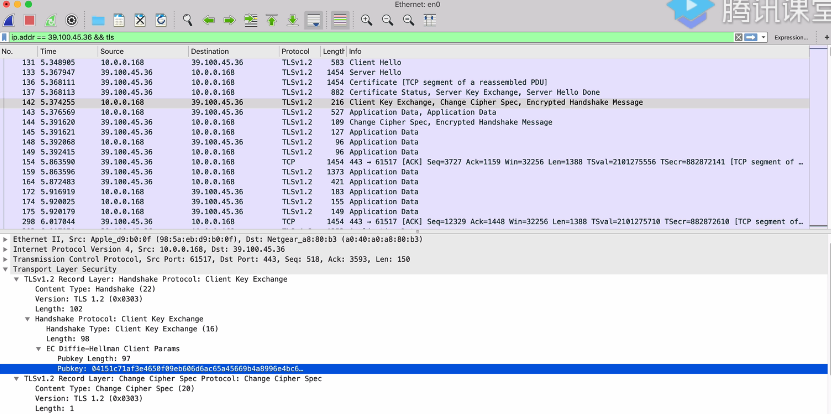 Ethernet: en0
腾讯课堂
ip.addr == 39.100.45.36 && tls
Expression...
+
No. Time Source Destination Protocol Length Info
131 5.348905 10.0.0.168 39.100.45.36 TLSv1.2 583 Client Hello
133 5.367947 39.100.45.36 10.0.0.168 TLSv1.2 1454 Server Hello
136 5.368111 39.100.45.36 10.0.0.168 TLSv1.2 1454 Certificate [TCP segment of a reassembled PDU]
137 5.368113 39.100.45.36 10.0.0.168 TLSv1.2 882 Certificate Status, Server Key Exchange, Server Hello Done
142 5.374255 10.0.0.168 39.100.45.36 TLSv1.2 216 Client Key Exchange, Change Cipher Spec, Encrypted Handshake Message
143 5.376569 10.0.0.168 39.100.45.36 TLSv1.2 527 Application Data, Application Data
144 5.391620 39.100.45.36 10.0.0.168 TLSv1.2 109 Change Cipher Spec, Encrypted Handshake Message
145 5.391621 39.100.45.36 10.0.0.168 TLSv1.2 127 Application Data
148 5.392068 10.0.0.168 39.100.45.36 TLSv1.2 96 Application Data
149 5.392415 39.100.45.36 10.0.0.168 TLSv1.2 96 Application Data
154 5.863590 39.100.45.36 10.0.0.168 TCP 1454 443 → 61517 [ACK] Seq=3727 Ack=1159 Win=32256 Len=1388 TSval=2101275556 TSecr=882872141 [TCP segment of …
159 5.863596 39.100.45.36 10.0.0.168 TLSv1.2 1373 Application Data
164 5.872483 39.100.45.36 10.0.0.168 TLSv1.2 421 Application Data
172 5.916919 10.0.0.168 39.100.45.36 TLSv1.2 183 Application Data
174 5.920025 10.0.0.168 39.100.45.36 TLSv1.2 155 Application Data
175 5.920179 10.0.0.168 39.100.45.36 TLSv1.2 149 Application Data
298 6.017044 39.100.45.36 10.0.0.168 TCP 1454 443 → 61517 [ACK] Seq=12329 Ack=1448 Win=32256 Len=1388 TSval=2101275710 TSecr=882872610 [TCP segment of…
Ethernet II, Src: Apple_d9:b0:0f (98:5a:eb:d9:b0:0f), Dst: Netgear_a8:80:b3 (a0:40:a0:a8:80:b3)
Internet Protocol Version 4, Src: 10.0.0.168, Dst: 39.100.45.36
Transmission Control Protocol, Src Port: 61517, Dst Port: 443, Seq: 518, Ack: 3593, Len: 150
Transport Layer Security
TLSv1.2 Record Layer: Handshake Protocol: Client Key Exchange
Content Type: Handshake (22)
Version: TLS 1.2 (0x0303)
Length: 102
Handshake Protocol: Client Key Exchange
Handshake Type: Client Key Exchange (16)
Length: 98
EC Diffie-Hellman Client Params
Pubkey Length: 97
Pubkey: 04151c71af3e4650f09eb606d6ac65a45669b4a8996e4bc6…
TLSv1.2 Record Layer: Change Cipher Spec Protocol: Change Cipher Spec
Content Type: Change Cipher Spec (20)
Version: TLS 1.2 (0x0303)
Length: 1